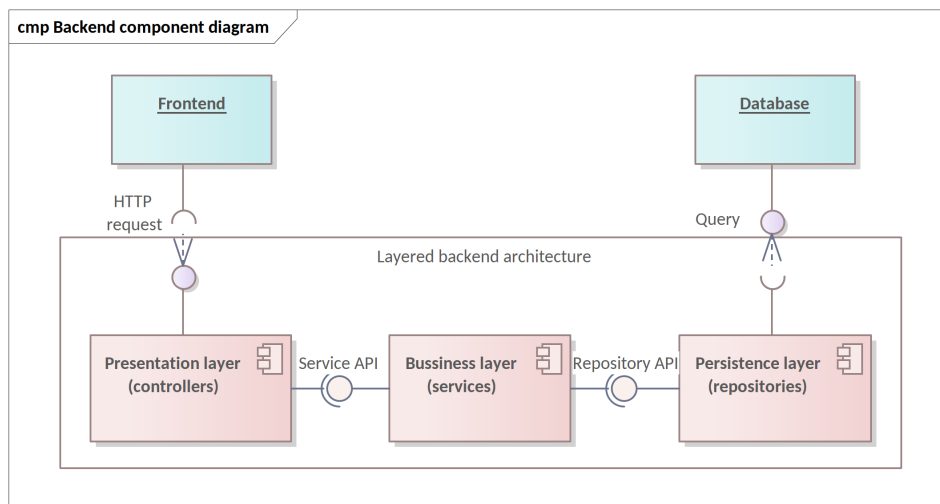 cmp Backend component diagram
Frontend
Database
HTTP
request
Query
Layered backend architecture
Presentation layer
(controllers)
Service API
Bussiness layer
(services)
Repository API
Persistence layer
(repositories)